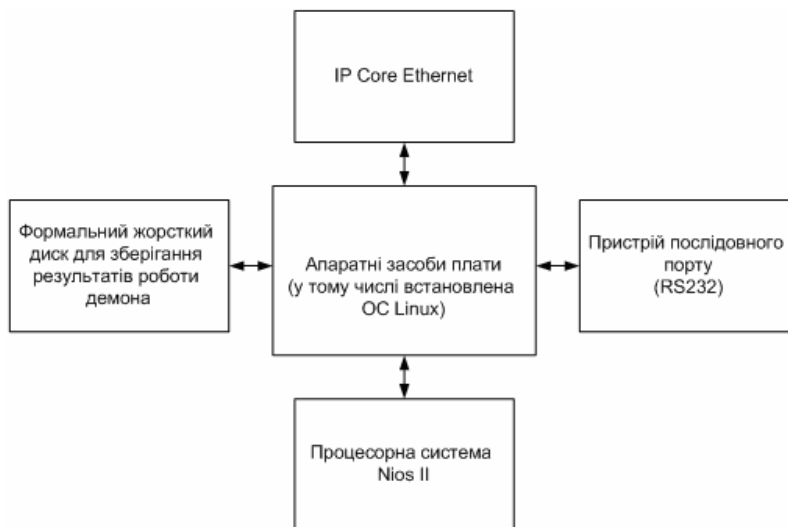 IP Core Ethernet
Формальний жорсткий
диск для зберігання
результатів роботи
демона
Апаратні засоби плати
(у тому числі встановлена
ОС Linux)
Пристрій послідовного
порту
(RS232)
Процесорна система
Nios II